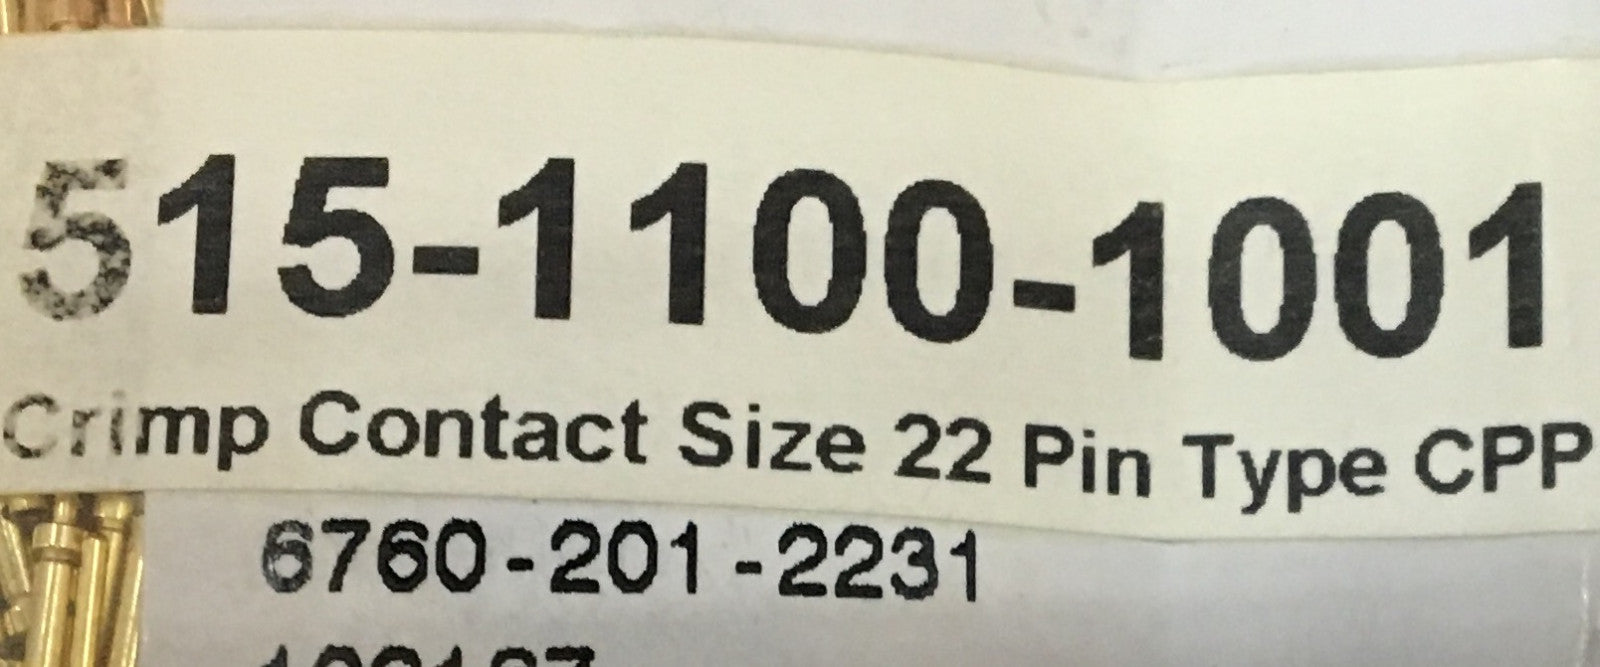 515-1100-1001
Crimp Contact Size 22 Pin Type CPP
6760-201-2231